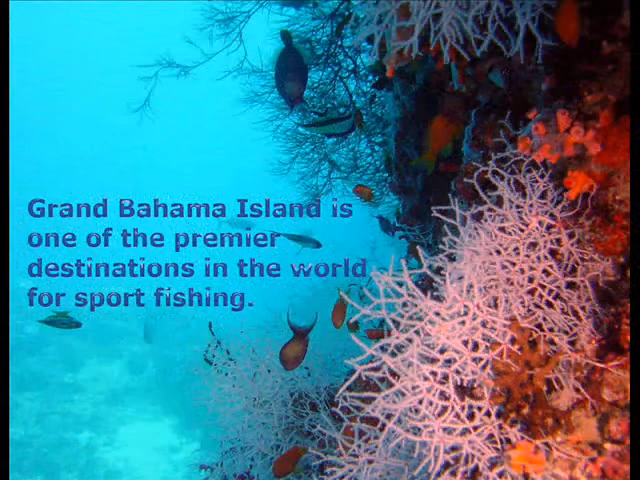 Grand Bahama Island is
one of the premier
destinations in the world
for sport fishing.